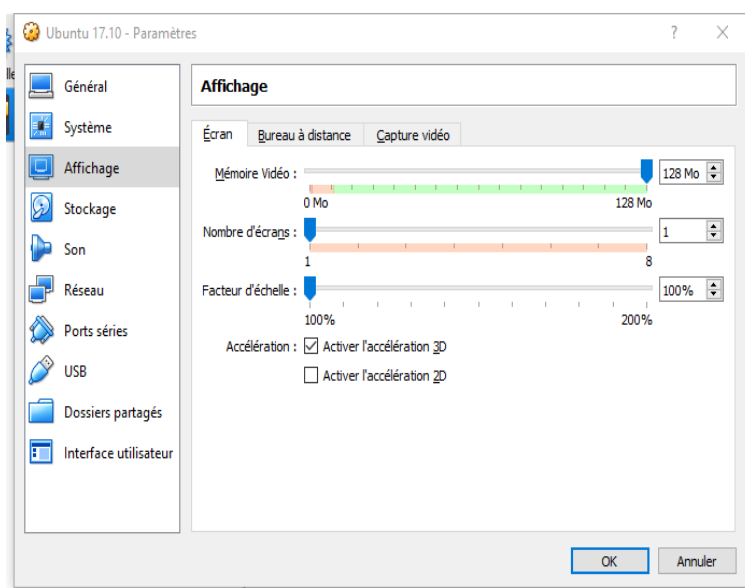 Ubuntu 17.10 - Paramètres
?
Général
Système
Affichage
Stockage
Son
Réseau
Ports séries
USB
Dossiers partagés
Interface utilisateur
Affichage
Écran Bureau à distance Capture vidéo
Mémoire Vidéo : 128 Mo
0 Mo 128 Mo
Nombre d'écrans : 1
1 8
Facteur d'échelle : 100%
100% 200%
Accélération : Activer l'accélération 3D
Activer l'accélération 2D
OK Annuler